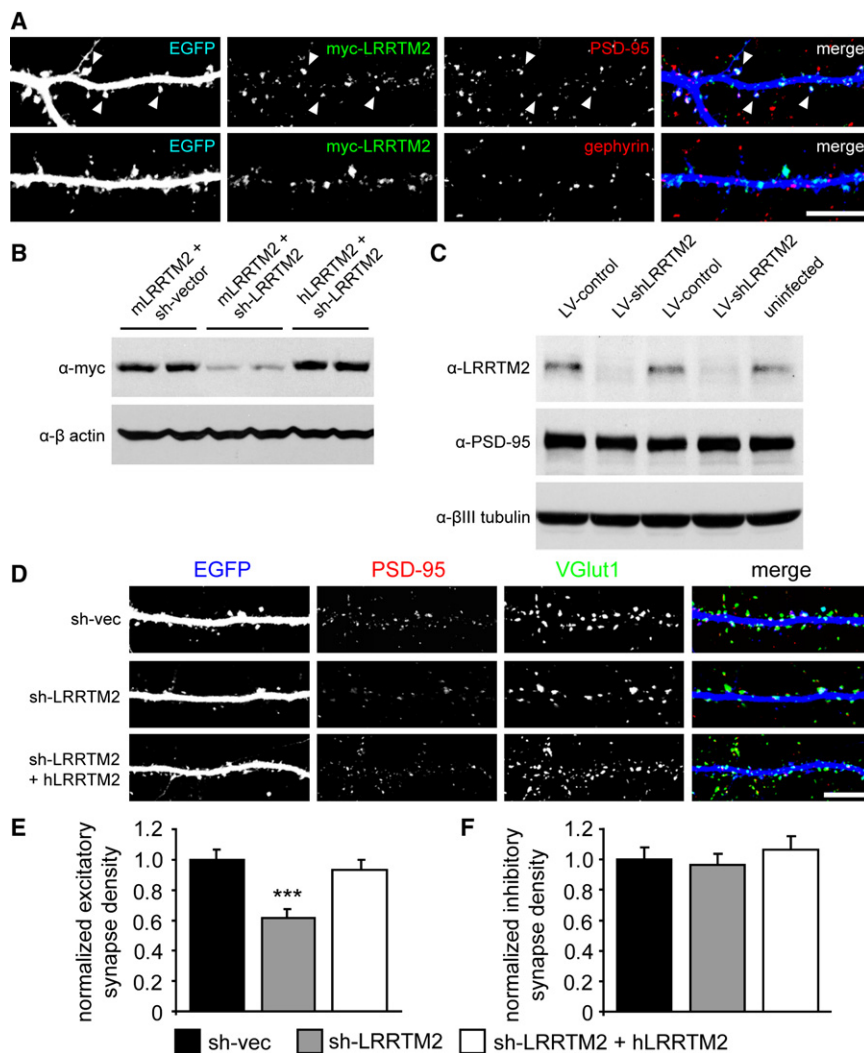 A
EGFP
myc-LRRTM2
PSD-95
merge
EGFP
myc-LRRTM2
gephyrin
merge
B
mLRRTM2 +
sh-vector
mLRRTM2 +
sh-LRRTM2
hLRRTM2 +
sh-LRRTM2
α-myc
α-β actin
C
LV-control
LV-shLRRTM2
LV-control
LV-shLRRTM2
uninfected
α-LRRTM2
α-PSD-95
α-βIII tubulin
D
EGFP
PSD-95
VGlut1
merge
sh-vec
sh-LRRTM2
sh-LRRTM2
+ hLRRTM2
E
normalized excitatory
synapse density
1.2
1.0
0.8
0.6
0.4
0.2
0
***
F
normalized inhibitory
synapse density
1.2
1.0
0.8
0.6
0.4
0.2
0
sh-vec
sh-LRRTM2
sh-LRRTM2 + hLRRTM2